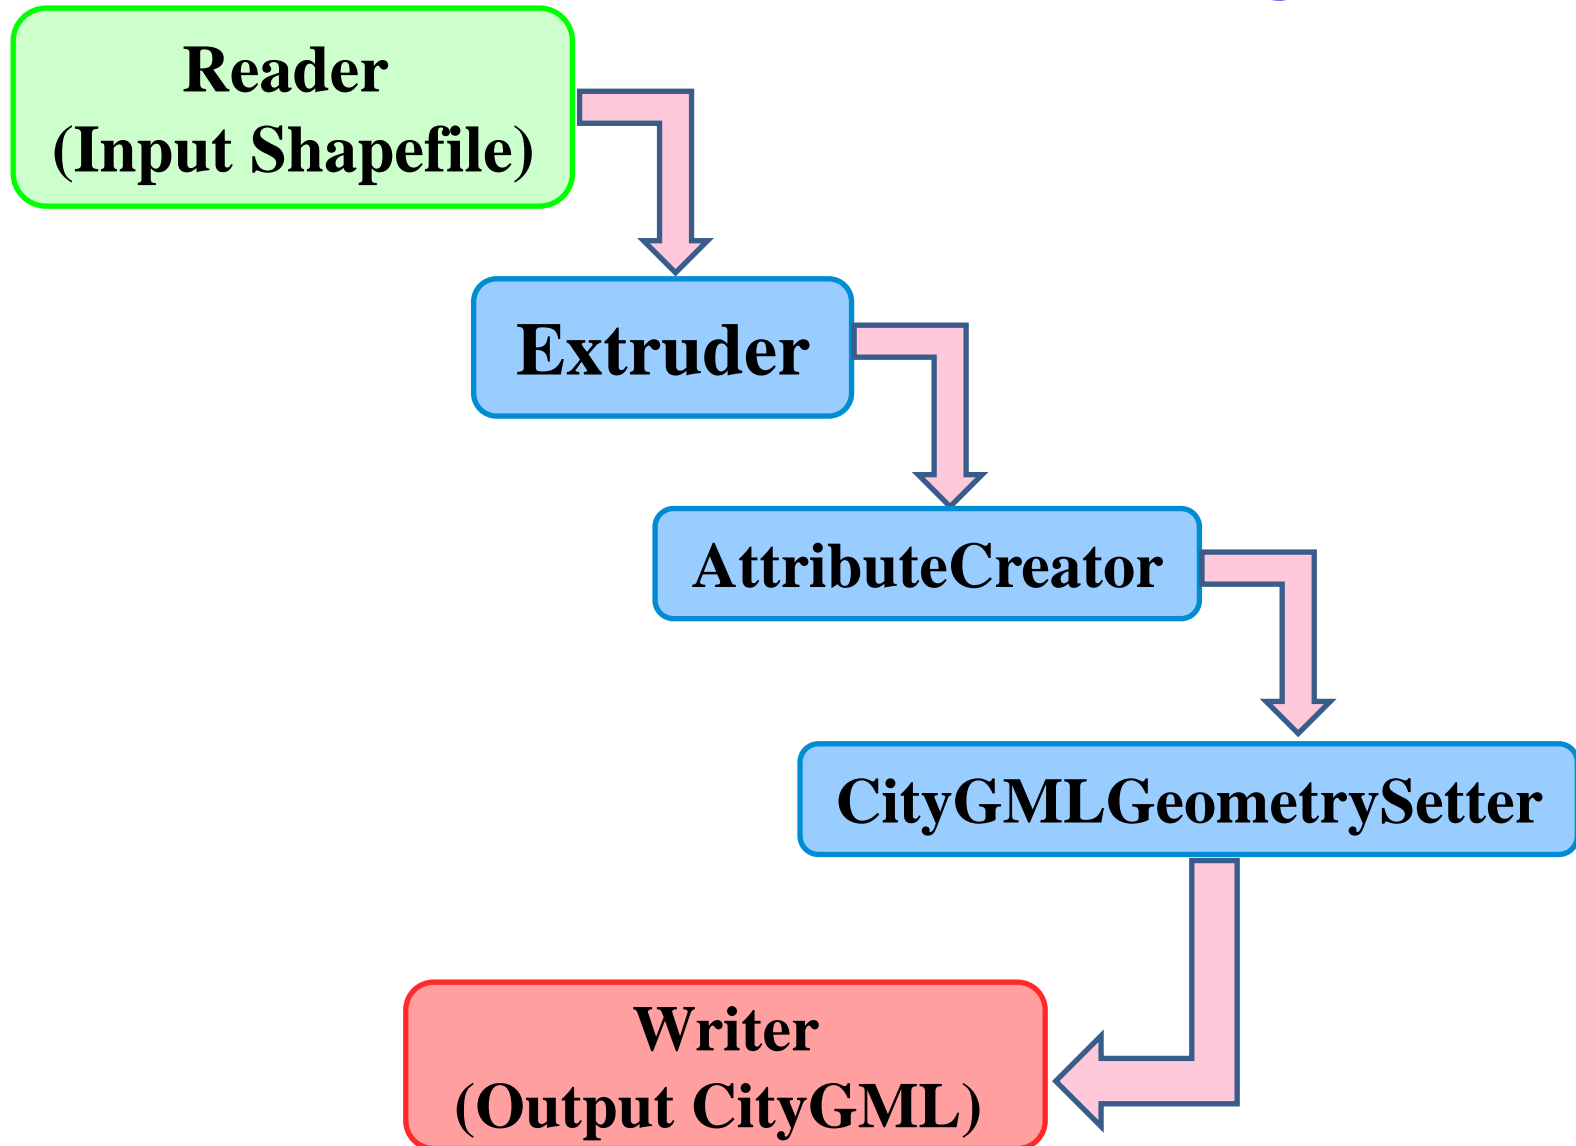 Reader
(Input Shapefile)
Extruder
AttributeCreator
CityGMLGeometrySetter
Writer
(Output CityGML)